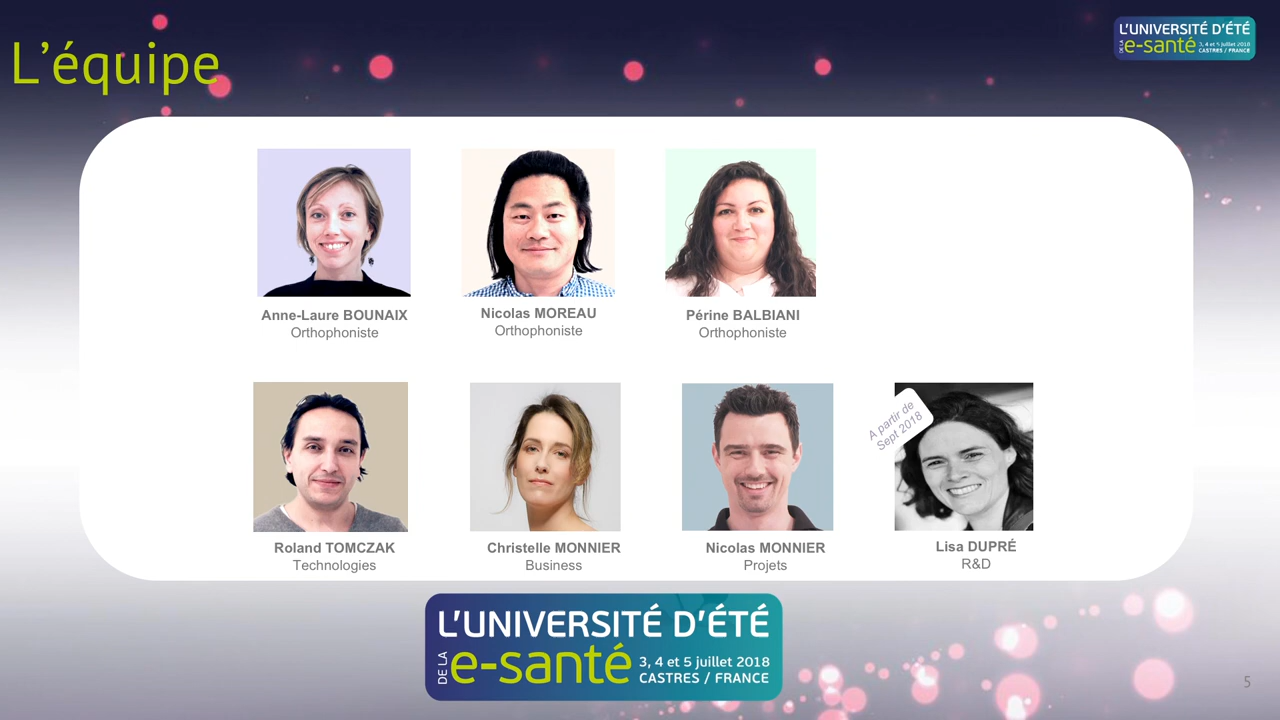 L'équipe
L'UNIVERSITÉ D'ÉTÉ
DE LA e-santé 3, 4 et 5 juillet 2018
CASTRES / FRANCE
Anne-Laure BOUNAIX
Orthophoniste
Nicolas MOREAU
Orthophoniste
Périne BALBIANI
Orthophoniste
A partir de
Sept 2018
Roland TOMCZAK
Technologies
Christelle MONNIER
Business
Nicolas MONNIER
Projets
Lisa DUPRÉ
R&D
L'UNIVERSITÉ D'ÉTÉ
DE LA e-santé 3, 4 et 5 juillet 2018
CASTRES / FRANCE
5